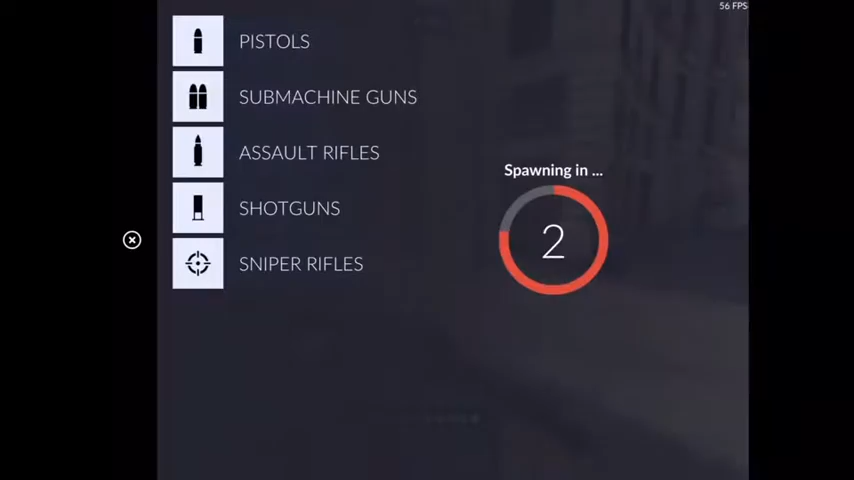 56 FPS
PISTOLS
SUBMACHINE GUNS
ASSAULT RIFLES
SHOTGUNS
SNIPER RIFLES
Spawning in ...
2